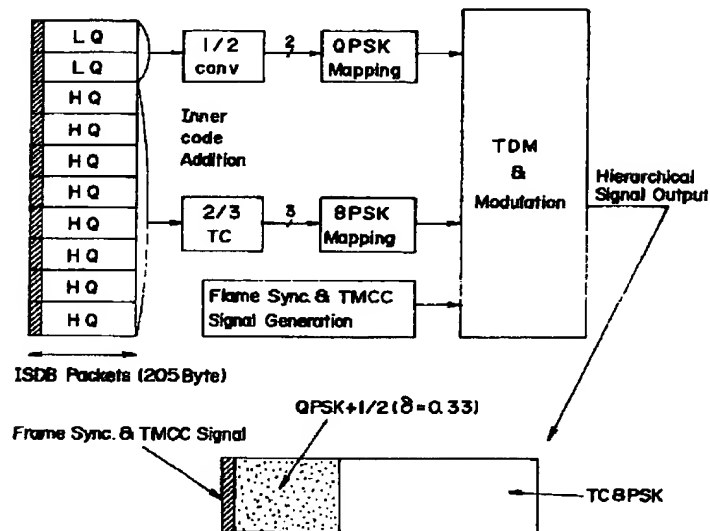 LQ
LQ
HQ
HQ
HQ
HQ
HQ
HQ
HQ
HQ
ISDB Packets (205 Byte)
1/2
conv
2
QPSK
Mapping
Inner
code
Addition
2/3
TC
3
8PSK
Mapping
Flame Sync. & TMCC
Signal Generation
TDM
&
Modulation
Hierarchical
Signal Output
QPSK+1/2(δ=0.33)
Frame Sync. & TMCC Signal
TC8PSK